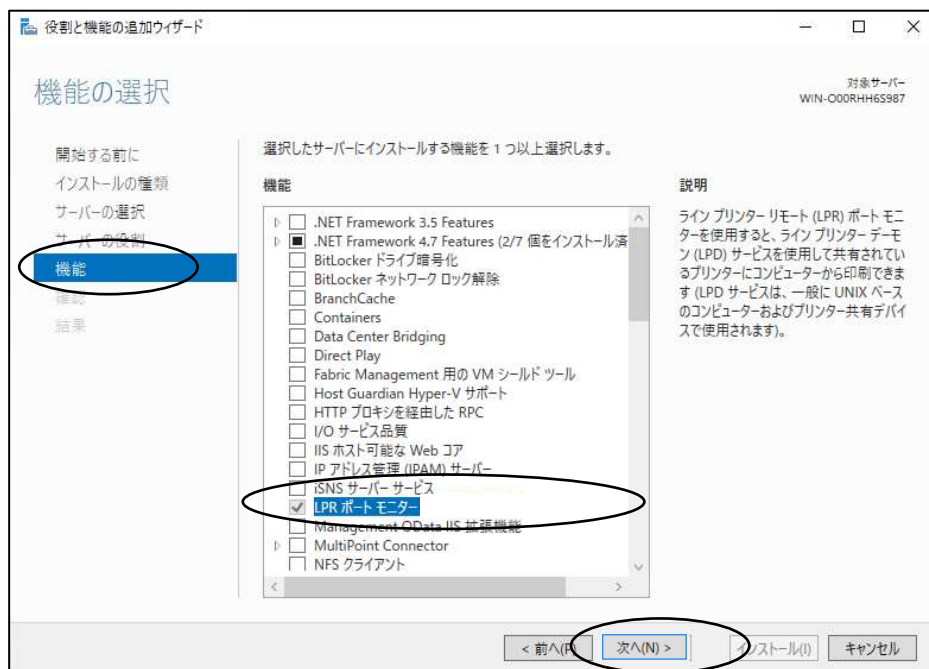 役割と機能の追加ウィザード
機能の選択
対象サーバー
WIN-O00RHH6S987
開始する前に
インストールの種類
サーバーの選択
サーバーの役割
機能
確認
結果
選択したサーバーにインストールする機能を 1 つ以上選択します。
機能
.NET Framework 3.5 Features
.NET Framework 4.7 Features (2/7 個をインストール済
BitLocker ドライブ暗号化
BitLocker ネットワーク ロック解除
BranchCache
Containers
Data Center Bridging
Direct Play
Fabric Management 用の VM シールド ツール
Host Guardian Hyper-V サポート
HTTP プロキシを経由した RPC
I/O サービス品質
IIS ホスト可能な Web コア
IP アドレス管理 (IPAM) サーバー
iSNS サーバー サービス
LPR ポート モニター
Management OData IIS 拡張機能
MultiPoint Connector
NFS クライアント
説明
ライン プリンター リモート (LPR) ポート モニ
ターを使用すると、ライン プリンター デーモ
ン (LPD) サービスを使用して共有されてい
るプリンターにコンピューターから印刷できま
す (LPD サービスは、一般に UNIX ベース
のコンピューターおよびプリンター共有デバイ
スで使用されます)。
< 前へ(P)
次へ(N) >
インストール(I)
キャンセル